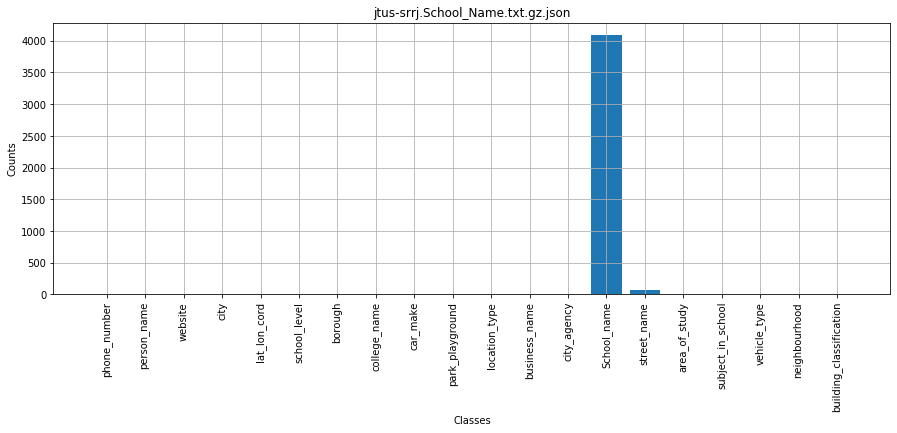 jtus-srrj.School_Name.txt.gz.json
Counts
4000
3500
3000
2500
2000
1500
1000
500
0
phone_number
person_name
website
city
lat_lon_cord
school_level
borough
college_name
car_make
park_playground
location_type
business_name
city_agency
School_name
street_name
area_of_study
subject_in_school
vehicle_type
neighbourhood
building_classification
Classes